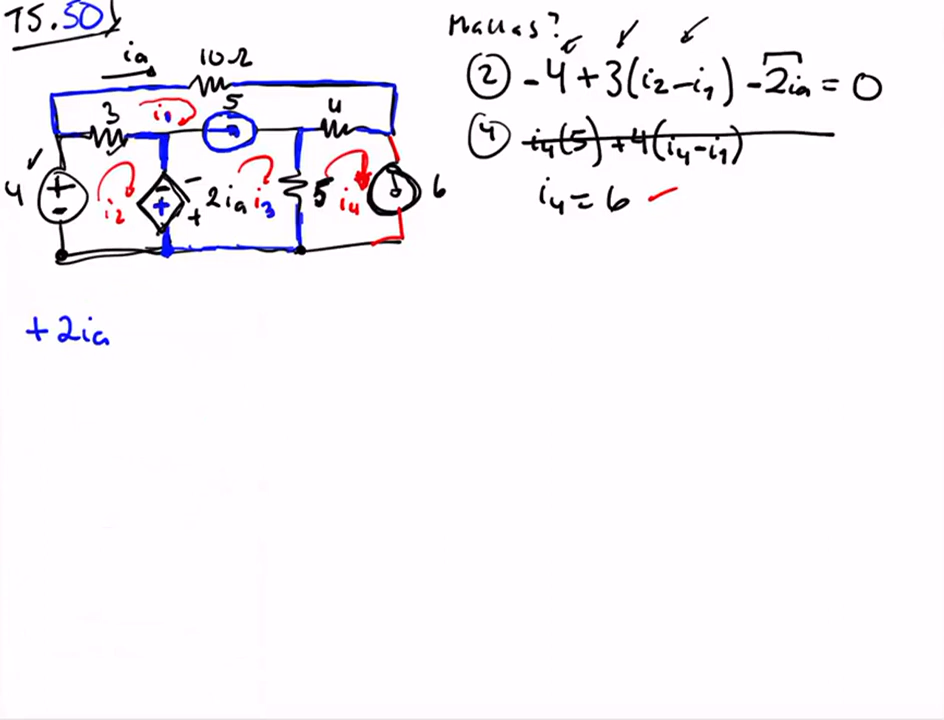 T5.50)
Mallas?
② -4+3(i2-i1) -2ia = 0
④ i4(5) +4(i4-i1)
i4 = 6
ia 10Ω
3 i1 5 4
4 + - i2 - + + 2ia i3 5 i4 6
+2ia